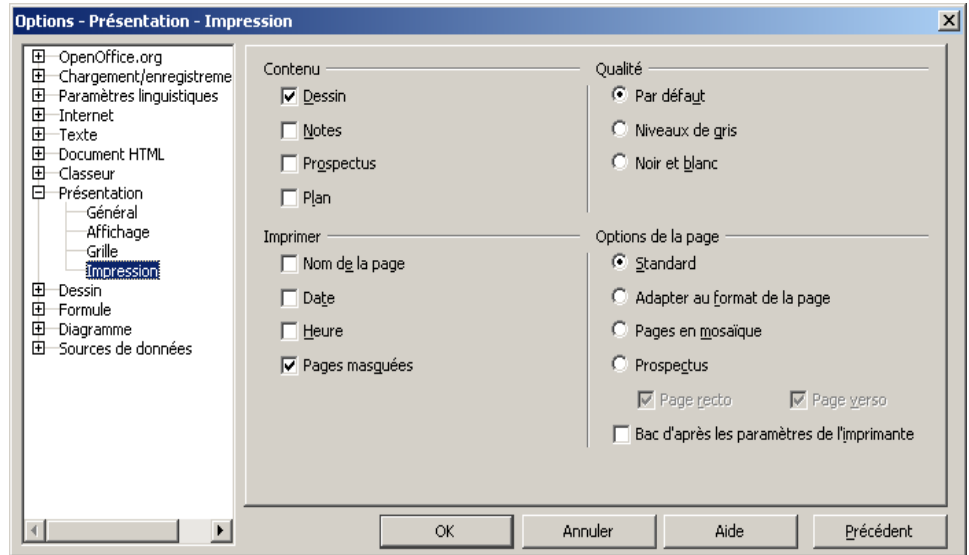 Options - Présentation - Impression
OpenOffice.org
Chargement/enregistreme
Paramètres linguistiques
Internet
Texte
Document HTML
Classeur
Présentation
Général
Affichage
Grille
Impression
Dessin
Formule
Diagramme
Sources de données
Contenu
Dessin
Notes
Prospectus
Plan
Qualité
Par défaut
Niveaux de gris
Noir et blanc
Imprimer
Nom de la page
Date
Heure
Pages masquées
Options de la page
Standard
Adapter au format de la page
Pages en mosaïque
Prospectus
Page recto Page verso
Bac d'après les paramètres de l'imprimante
OK Annuler Aide Précédent